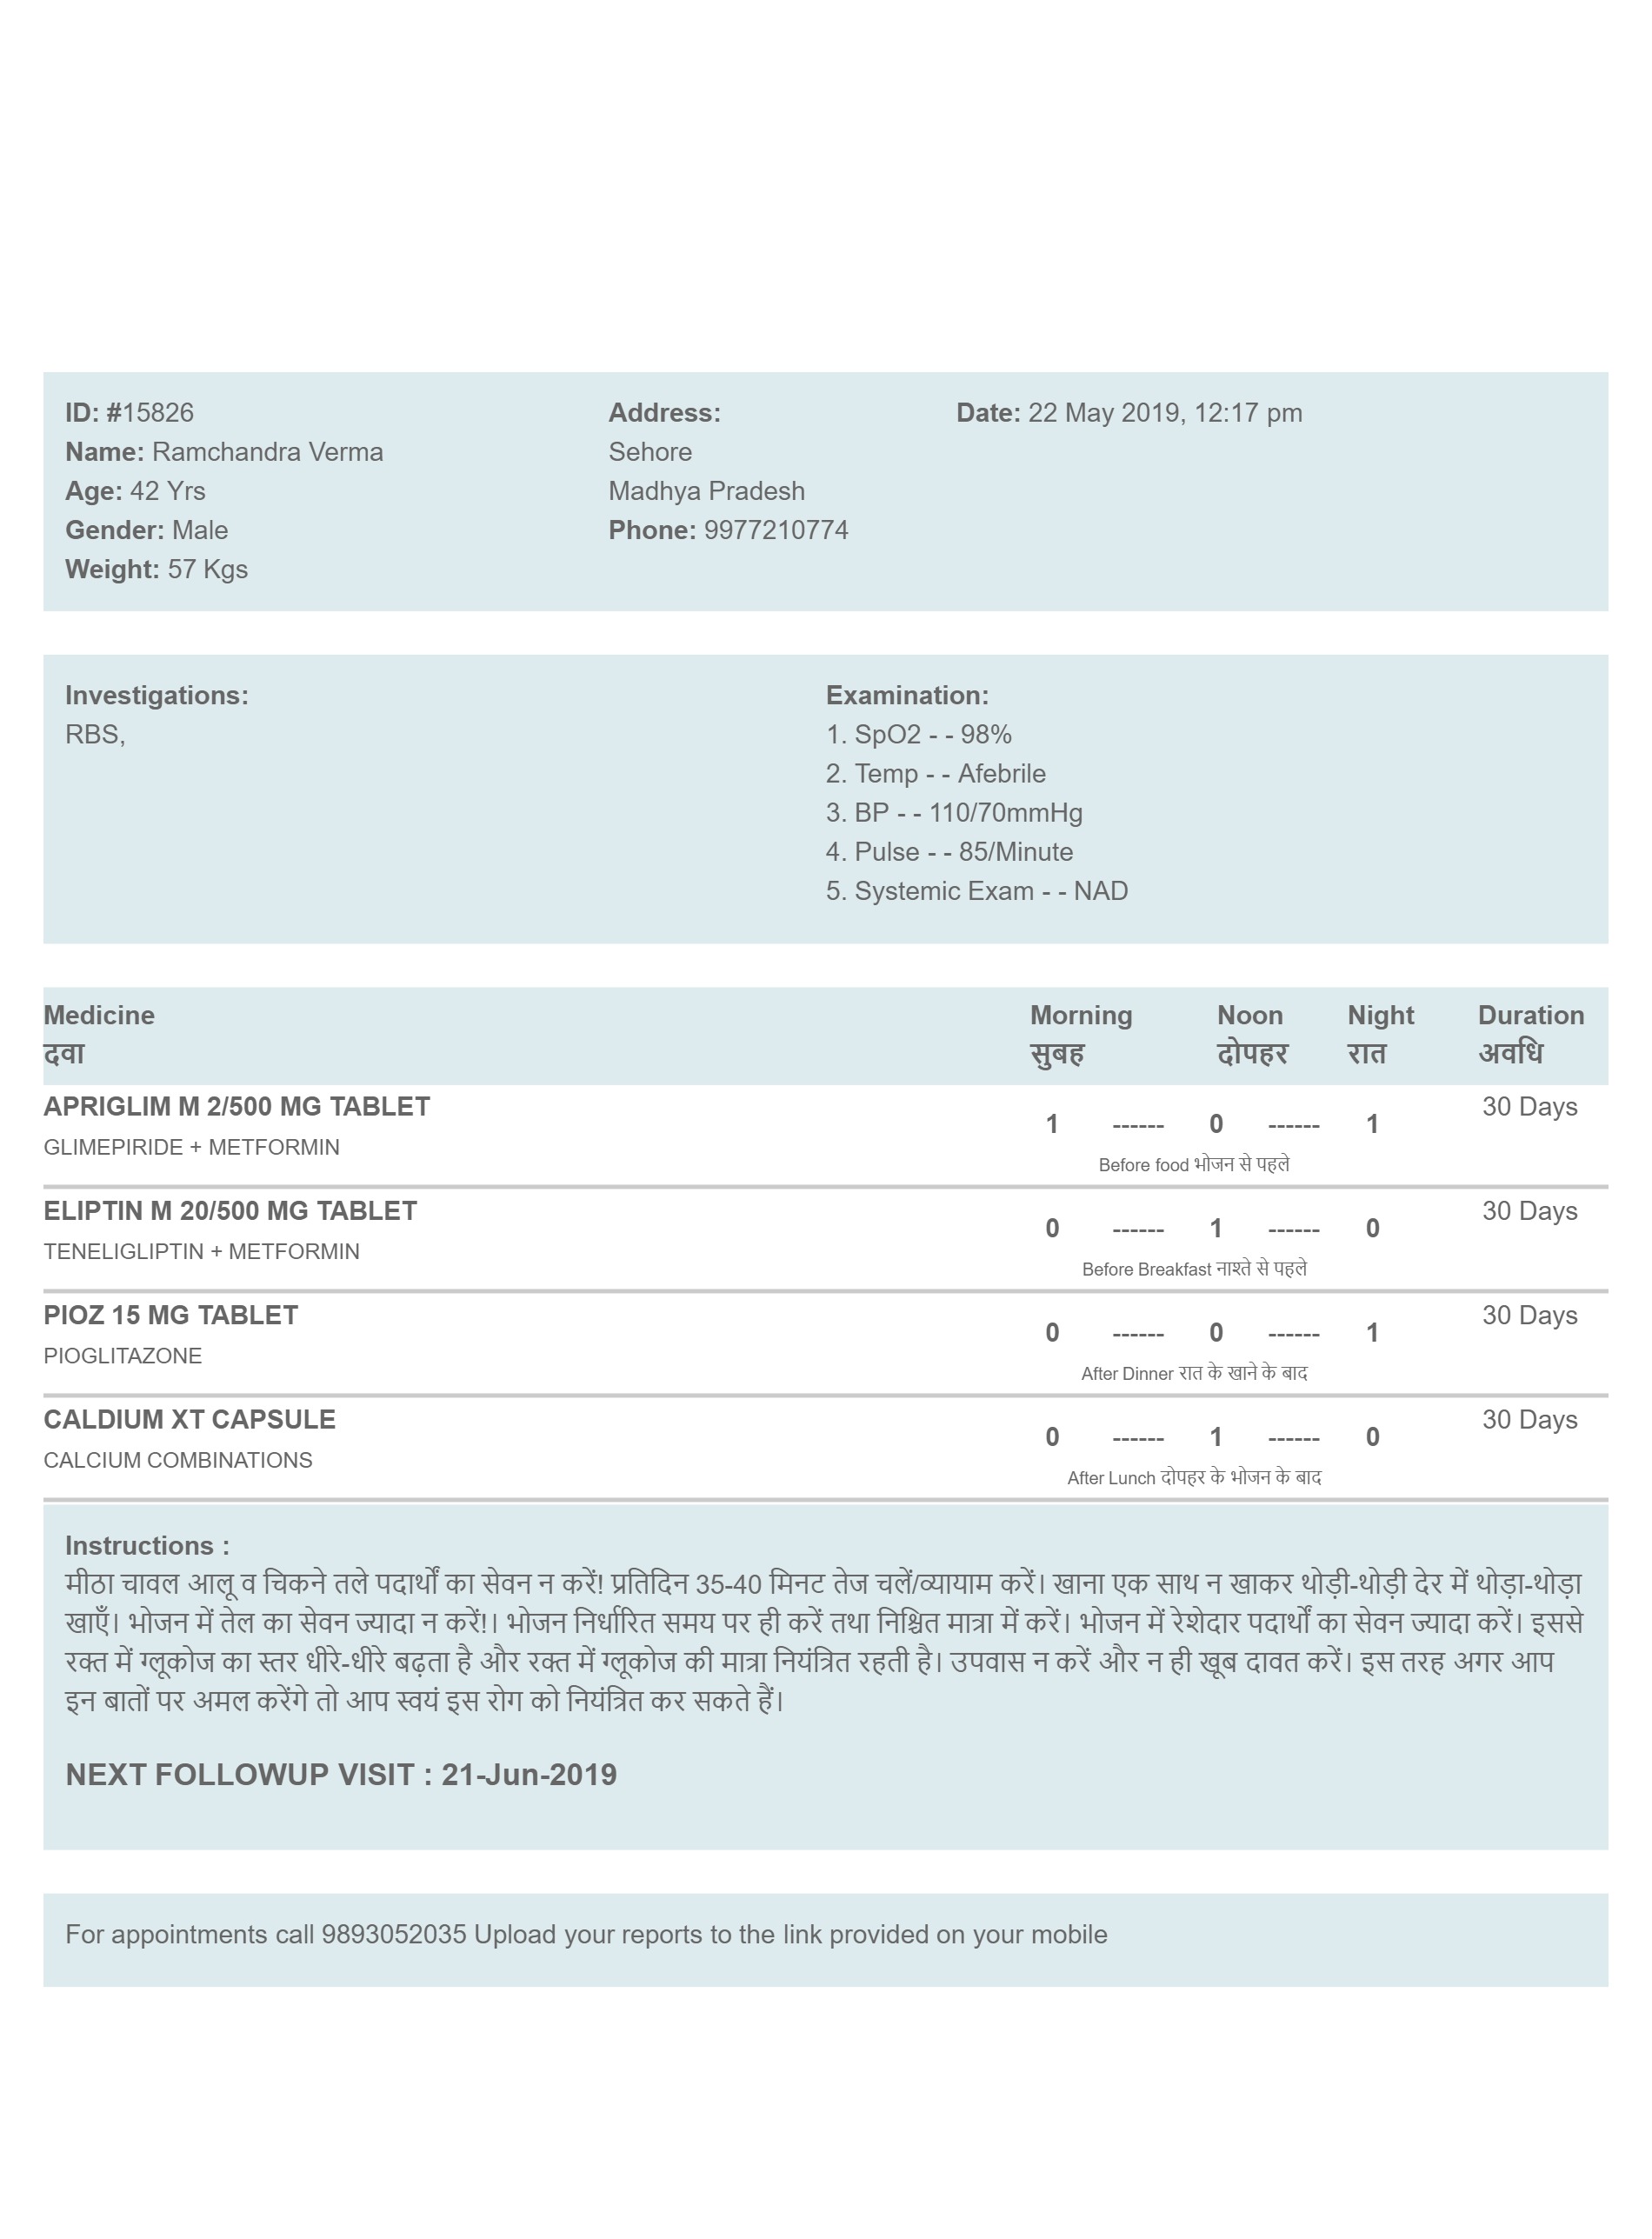 ID: #15826
Name: Ramchandra Verma
Age: 42 Yrs
Gender: Male
Weight: 57 Kgs
Address:
Sehore
Madhya Pradesh
Phone: 9977210774
Date: 22 May 2019, 12:17 pm
Investigations:
RBS,
Examination:
1. SpO2 - - 98%
2. Temp - - Afebrile
3. BP - - 110/70mmHg
4. Pulse - - 85/Minute
5. Systemic Exam - - NAD
Medicine Morning Noon Night Duration
दवा सुबह दोपहर रात अवधि
APRIGLIM M 2/500 MG TABLET 30 Days
1 ------ 0 ------ 1
GLIMEPIRIDE + METFORMIN
Before food भोजन से पहले
ELIPTIN M 20/500 MG TABLET 30 Days
0 ------ 1 ------ 0
TENELIGLIPTIN + METFORMIN
Before Breakfast नाश्ते से पहले
PIOZ 15 MG TABLET 30 Days
0 ------ 0 ------ 1
PIOGLITAZONE
After Dinner रात के खाने के बाद
CALDIUM XT CAPSULE 30 Days
0 ------ 1 ------ 0
CALCIUM COMBINATIONS
After Lunch दोपहर के भोजन के बाद
Instructions :
मीठा चावल आलू व चिकने तले पदार्थों का सेवन न करें! प्रतिदिन 35-40 मिनट तेज चलें/व्यायाम करें। खाना एक साथ न खाकर थोड़ी-थोड़ी देर में थोड़ा-थोड़ा
खाएँ। भोजन में तेल का सेवन ज्यादा न करें!। भोजन निर्धारित समय पर ही करें तथा निश्चित मात्रा में करें। भोजन में रेशेदार पदार्थों का सेवन ज्यादा करें। इससे
रक्त में ग्लूकोज का स्तर धीरे-धीरे बढ़ता है और रक्त में ग्लूकोज की मात्रा नियंत्रित रहती है। उपवास न करें और न ही खूब दावत करें। इस तरह अगर आप
इन बातों पर अमल करेंगे तो आप स्वयं इस रोग को नियंत्रित कर सकते हैं।
NEXT FOLLOWUP VISIT : 21-Jun-2019
For appointments call 9893052035 Upload your reports to the link provided on your mobile